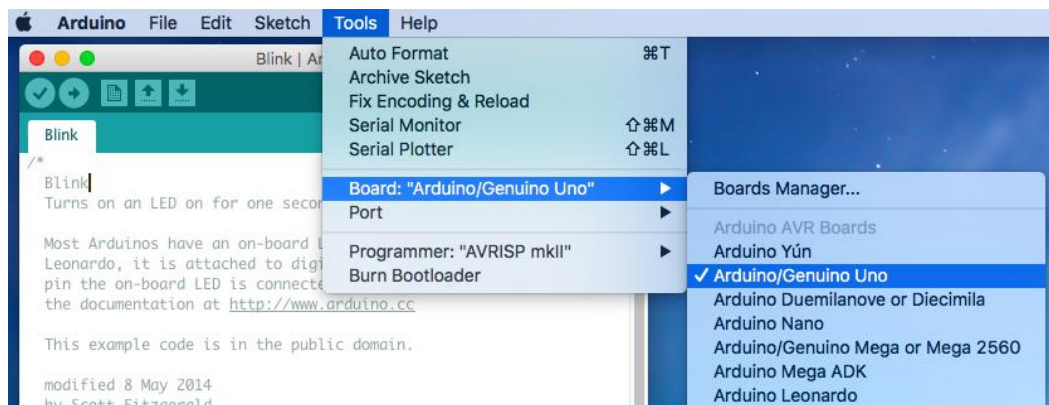 Arduino File Edit Sketch Tools Help
Blink | Ar
Blink
/*
Blink
Turns on an LED on for one secon
Most Arduinos have an on-board L
Leonardo, it is attached to digi
pin the on-board LED is connecte
the documentation at http://www.arduino.cc
This example code is in the public domain.
modified 8 May 2014
by Scott Fitzgerald
Auto Format ⌘T
Archive Sketch
Fix Encoding & Reload
Serial Monitor ⇧⌘M
Serial Plotter ⇧⌘L
Board: "Arduino/Genuino Uno"
Port
Programmer: "AVRISP mkII"
Burn Bootloader
Boards Manager...
Arduino AVR Boards
Arduino Yún
✓ Arduino/Genuino Uno
Arduino Duemilanove or Diecimila
Arduino Nano
Arduino/Genuino Mega or Mega 2560
Arduino Mega ADK
Arduino Leonardo